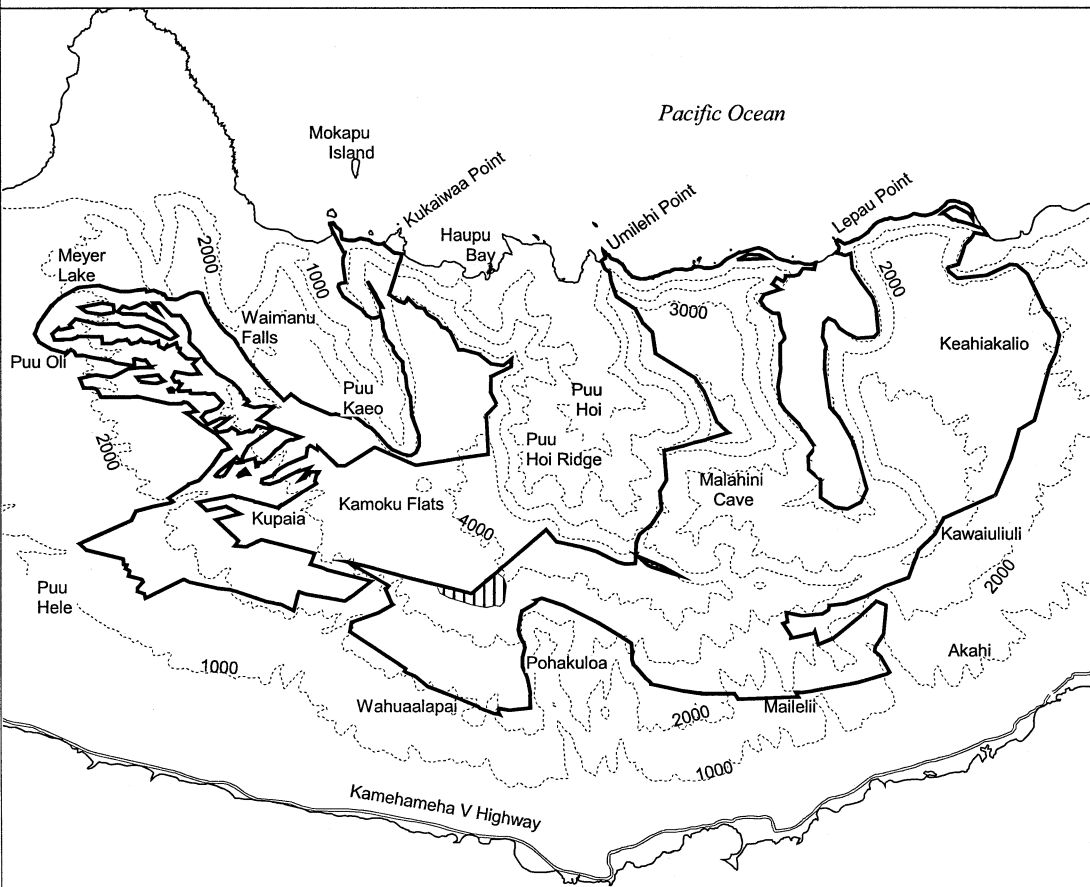 Pacific Ocean
Mokapu
Island
Kukaiwaa Point
Umilehi Point
Lepau Point
Haupu
Bay
Meyer
Lake
2000
1000
2000
3000
Waimanu
Falls
Keahiakalio
Puu Oli
Puu
Kaeo
Puu
Hoi
Puu
Hoi Ridge
2000
Malahini
Cave
Kamoku Flats
Kupaia
4000
Kawaiuliuli
2000
Puu
Hele
1000
Pohakuloa
Akahi
Wahuaalapai
2000
Mailelii
1000
Kamehameha V Highway